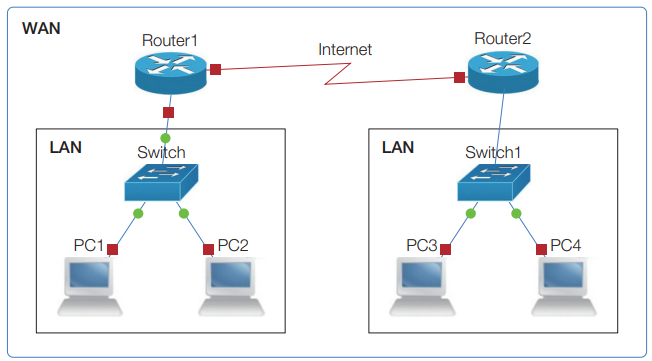 WAN
Router1
Internet
Router2
LAN
Switch
PC1
PC2
LAN
Switch1
PC3
PC4